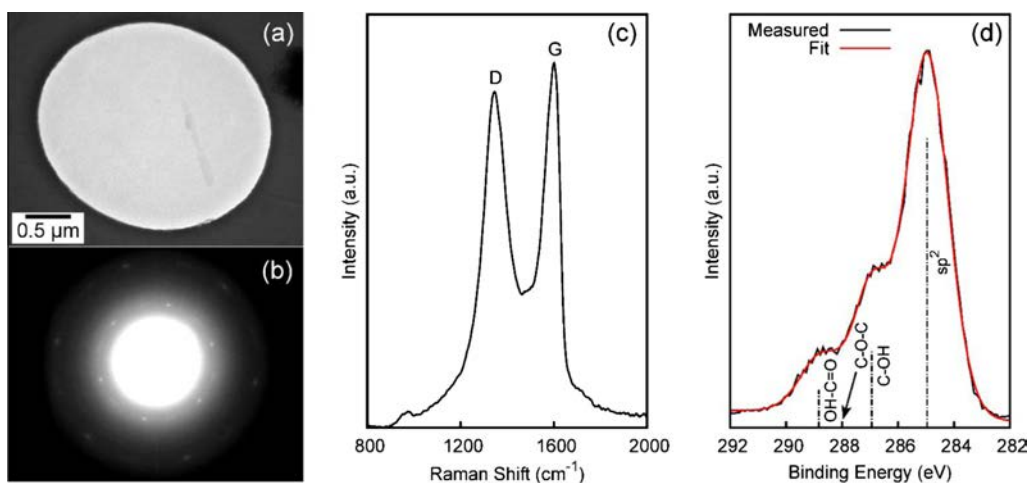 (a)
0.5 µm
(b)
(c)
D
G
Intensity (a.u.)
800
1200
1600
2000
Raman Shift (cm⁻¹)
(d)
Measured
Fit
Intensity (a.u.)
OH-C=O
C-O-C
C-OH
sp²
292
290
288
286
284
282
Binding Energy (eV)